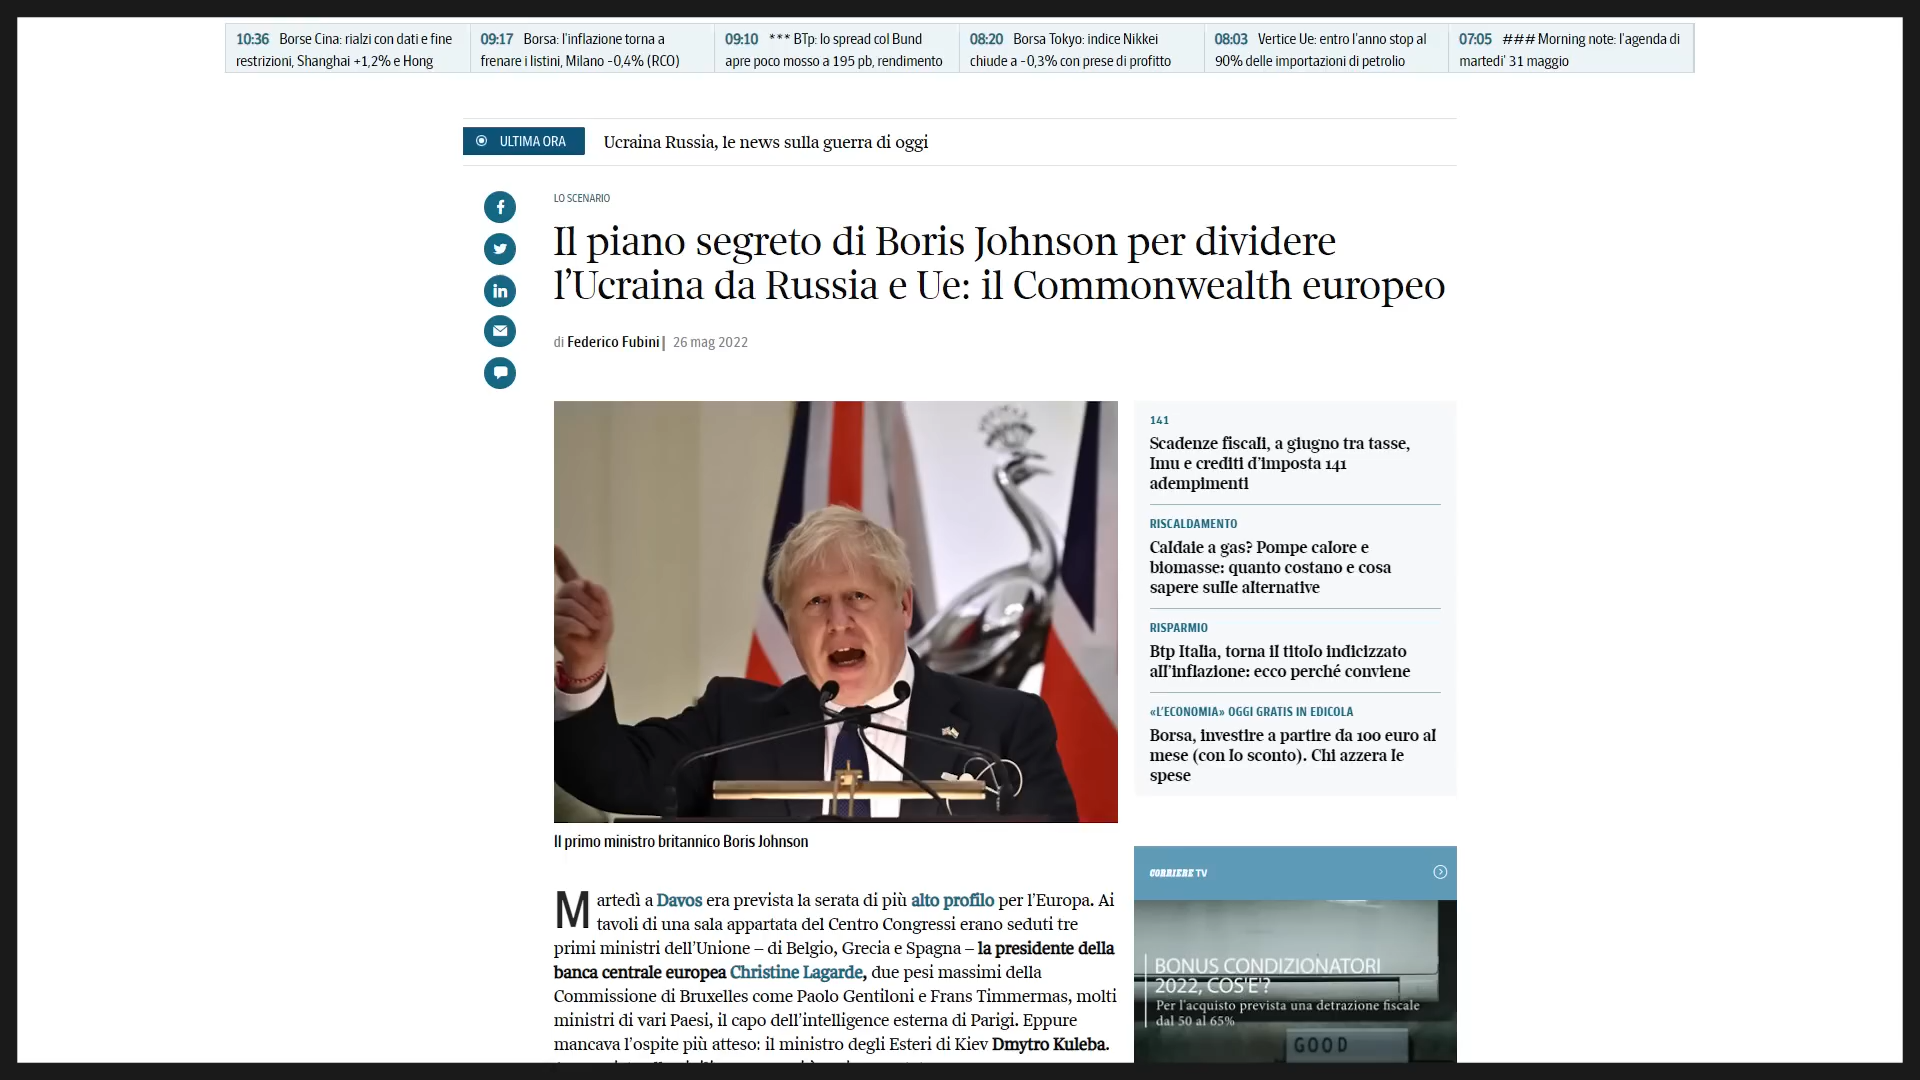 10:36 Borse Cina: rialzi con dati e fine
restrizioni, Shanghai +1,2% e Hong
09:17 Borsa: l'inflazione torna a
frenare i listini, Milano -0,4% (RCO)
09:10 *** BTp: lo spread col Bund
apre poco mosso a 195 pb, rendimento
08:20 Borsa Tokyo: indice Nikkei
chiude a -0,3% con prese di profitto
08:03 Vertice Ue: entro l'anno stop al
90% delle importazioni di petrolio
07:05 ### Morning note: l'agenda di
martedi' 31 maggio
ULTIMA ORA Ucraina Russia, le news sulla guerra di oggi
LO SCENARIO
Il piano segreto di Boris Johnson per dividere
l’Ucraina da Russia e Ue: il Commonwealth europeo
di Federico Fubini | 26 mag 2022
Il primo ministro britannico Boris Johnson
Martedì a Davos era prevista la serata di più alto profilo per l’Europa. Ai
tavoli di una sala appartata del Centro Congressi erano seduti tre
primi ministri dell’Unione – di Belgio, Grecia e Spagna – la presidente della
banca centrale europea Christine Lagarde, due pesi massimi della
Commissione di Bruxelles come Paolo Gentiloni e Frans Timmermas, molti
ministri di vari Paesi, il capo dell’intelligence esterna di Parigi. Eppure
mancava l’ospite più atteso: il ministro degli Esteri di Kiev Dmytro Kuleba.
141
Scadenze fiscali, a giugno tra tasse,
Imu e crediti d’imposta 141
adempimenti
RISCALDAMENTO
Caldaie a gas? Pompe calore e
biomasse: quanto costano e cosa
sapere sulle alternative
RISPARMIO
Btp Italia, torna il titolo indicizzato
all’inflazione: ecco perché conviene
«L’ECONOMIA» OGGI GRATIS IN EDICOLA
Borsa, investire a partire da 100 euro al
mese (con lo sconto). Chi azzera le
spese
CORRIERE TV
BONUS CONDIZIONATORI
2022, COS'E'?
Per l'acquisto prevista una detrazione fiscale
dal 50 al 65%
GOOD